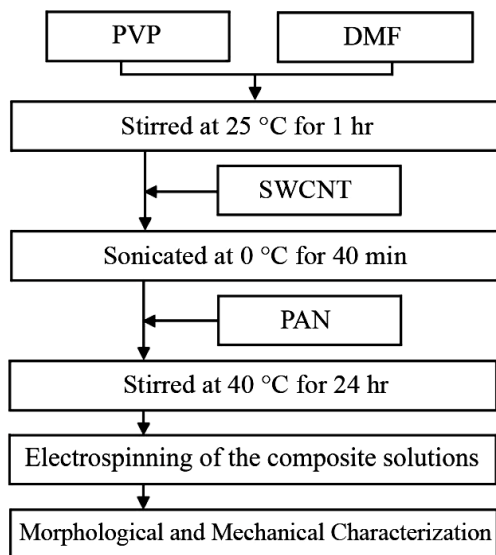 PVP
DMF
Stirred at 25 °C for 1 hr
SWCNT
Sonicated at 0 °C for 40 min
PAN
Stirred at 40 °C for 24 hr
Electrospinning of the composite solutions
Morphological and Mechanical Characterization